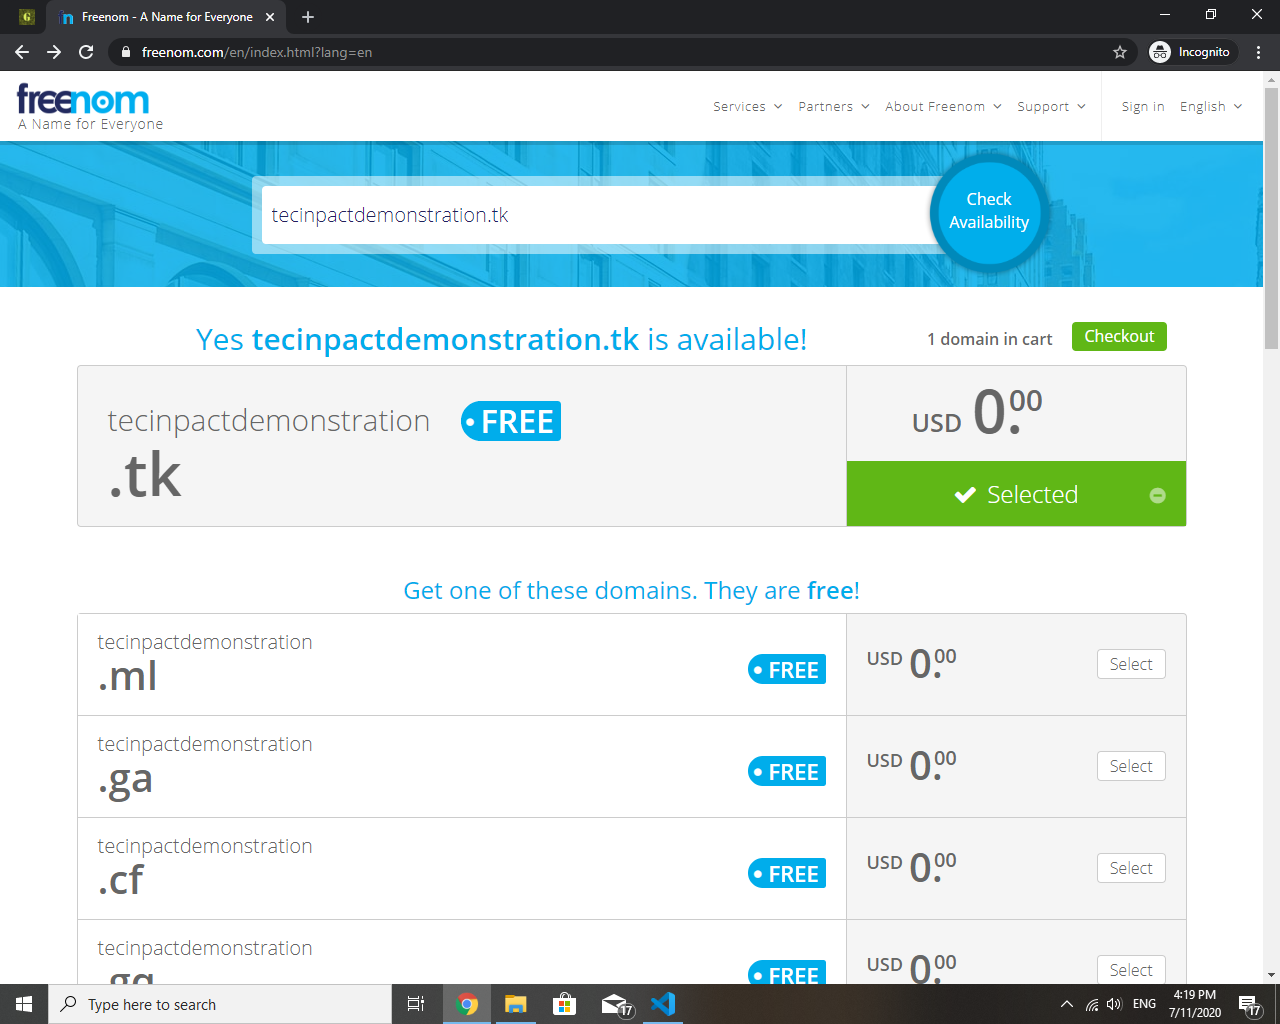 G
Freenom - A Name for Everyone
freenom.com/en/index.html?lang=en
Incognito
freenom
A Name for Everyone
Services
Partners
About Freenom
Support
Sign in
English
tecinpactdemonstration.tk
Check
Availability
Yes tecinpactdemonstration.tk is available!
1 domain in cart
Checkout
tecinpactdemonstration
.tk
FREE
USD 0.00
Selected
Get one of these domains. They are free!
tecinpactdemonstration
.ml
FREE
USD 0.00
Select
tecinpactdemonstration
.ga
FREE
USD 0.00
Select
tecinpactdemonstration
.cf
FREE
USD 0.00
Select
tecinpactdemonstration
.gq
FREE
USD 0.00
Select
Type here to search
17
ENG
4:19 PM
7/11/2020
17